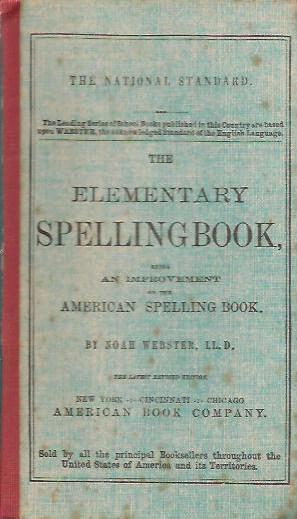 THE NATIONAL STANDARD.
The Leading Series of School Books published in this Country are based
upon WEBSTER, the acknowledged Standard of the English Language.
THE
ELEMENTARY
SPELLING BOOK,
BEING
AN IMPROVEMENT
ON THE
AMERICAN SPELLING BOOK.
BY NOAH WEBSTER, LL.D.
THE LATEST REVISED EDITION.
NEW YORK -:- CINCINNATI -:- CHICAGO
AMERICAN BOOK COMPANY.
Sold by all the principal Booksellers throughout the
United States of America and its Territories.